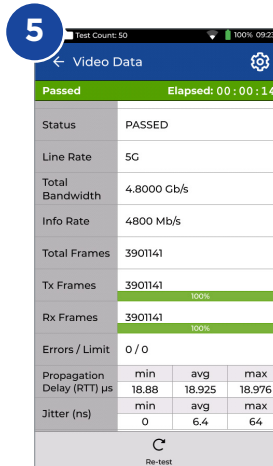 5
Test Count: 50
100% 09:23
← Video Data
Passed Elapsed: 00:00:14
Status PASSED
Line Rate 5G
Total Bandwidth 4.8000 Gb/s
Info Rate 4800 Mb/s
Total Frames 3901141
Tx Frames 3901141
100%
Rx Frames 3901141
100%
Errors / Limit 0 / 0
Propagation Delay (RTT) µs min avg max
18.88 18.925 18.976
Jitter (ns) min avg max
0 6.4 64
Re-test